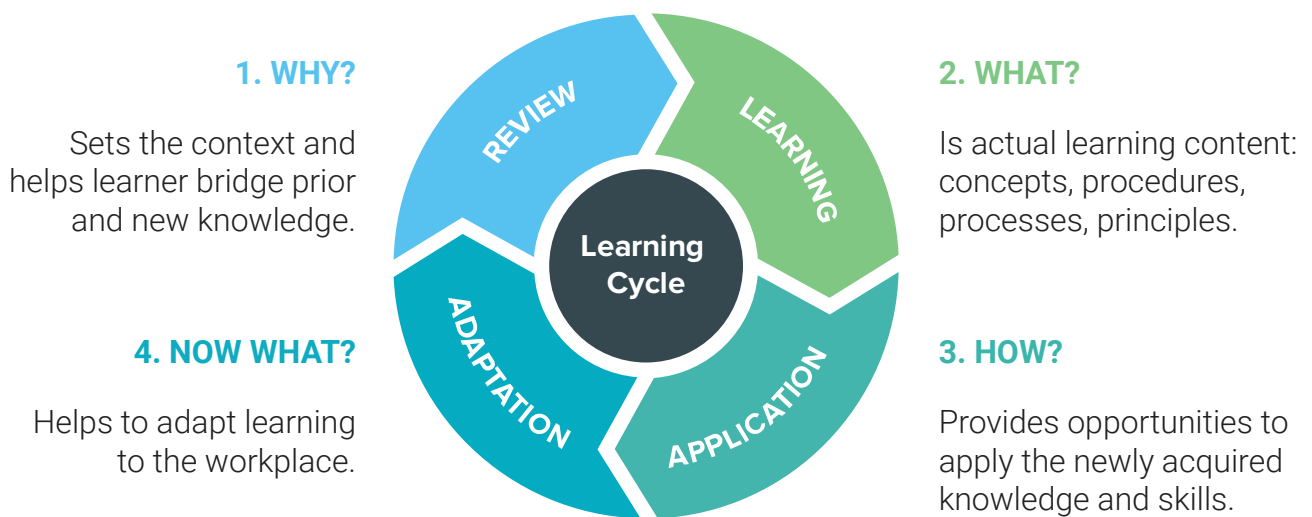 1. WHY?
Sets the context and
helps learner bridge prior
and new knowledge.
REVIEW
LEARNING
2. WHAT?
Is actual learning content:
concepts, procedures,
processes, principles.
Learning
Cycle
4. NOW WHAT?
Helps to adapt learning
to the workplace.
ADAPTATION
APPLICATION
3. HOW?
Provides opportunities to
apply the newly acquired
knowledge and skills.